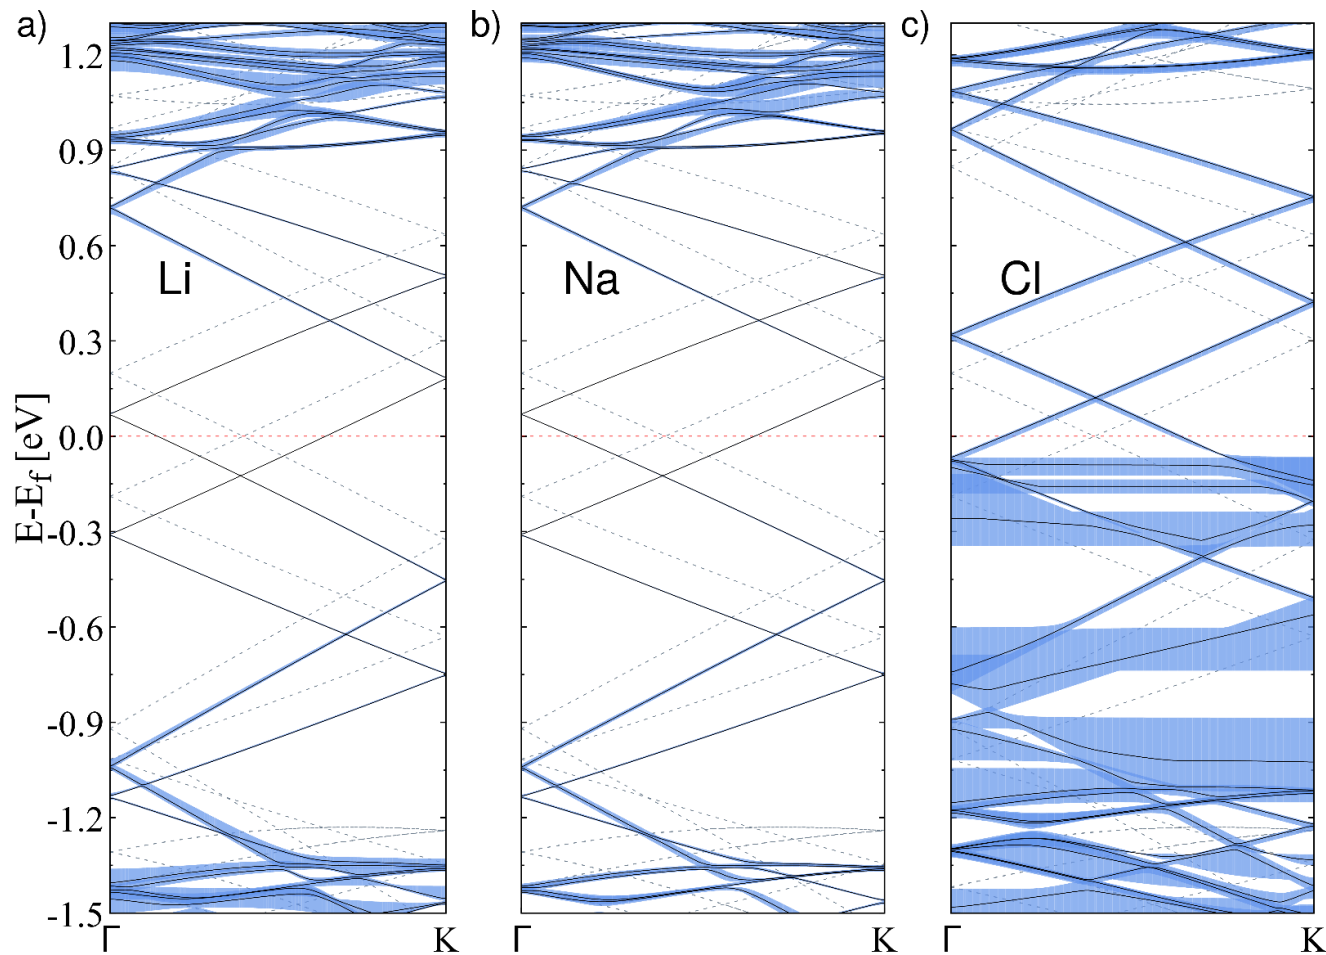 a)
b)
c)
1.2
0.9
0.6
0.3
0.0
-0.3
-0.6
-0.9
-1.2
-1.5
E-E_f [eV]
Li
Na
Cl
Γ
K
Γ
K
Γ
K